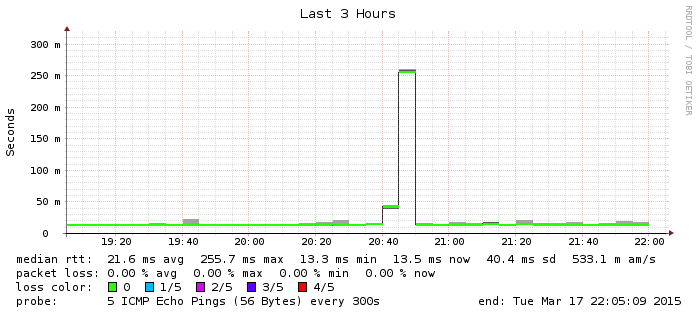 Last 3 Hours
RRDTOOL / TOBI OETIKER
Seconds
300 m
250 m
200 m
150 m
100 m
50 m
0
19:20 19:40 20:00 20:20 20:40 21:00 21:20 21:40 22:00
median rtt: 21.6 ms avg 255.7 ms max 13.3 ms min 13.5 ms now 40.4 ms sd 533.1 m am/s
packet loss: 0.00 % avg 0.00 % max 0.00 % min 0.00 % now
loss color: 0 1/5 2/5 3/5 4/5
probe: 5 ICMP Echo Pings (56 Bytes) every 300s end: Tue Mar 17 22:05:09 2015